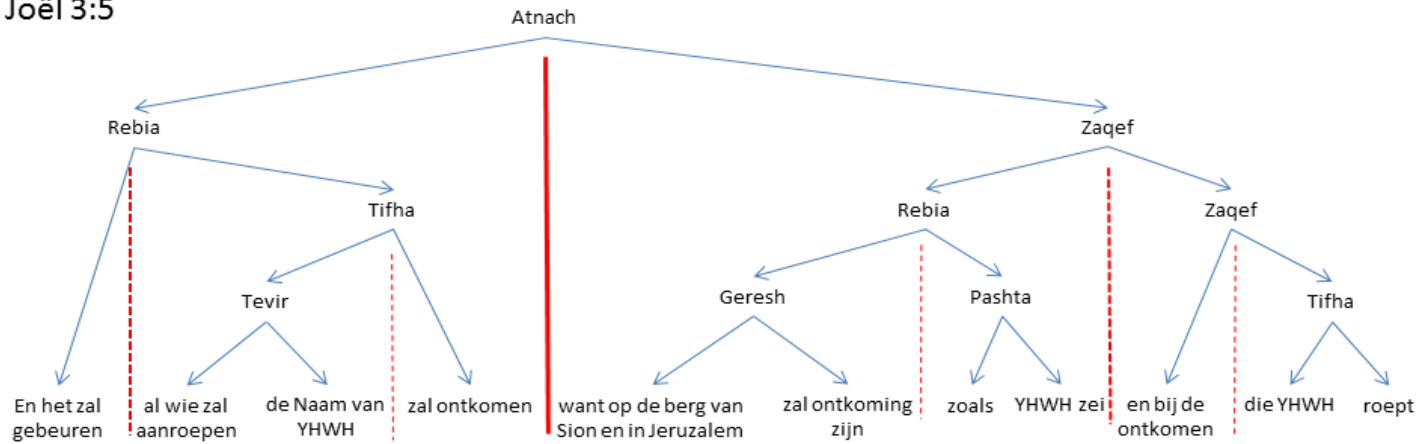 Joël 3:5
Atnach
Rebia
Zaqef
Tifha
Rebia
Zaqef
Tevir
Geresh
Pashta
Tifha
En het zal
gebeuren
al wie zal
aanroepen
de Naam van
YHWH
zal ontkomen
want op de berg van
Sion en in Jeruzalem
zal ontkoming
zijn
zoals
YHWH zei
en bij de
ontkomen
die YHWH
roept